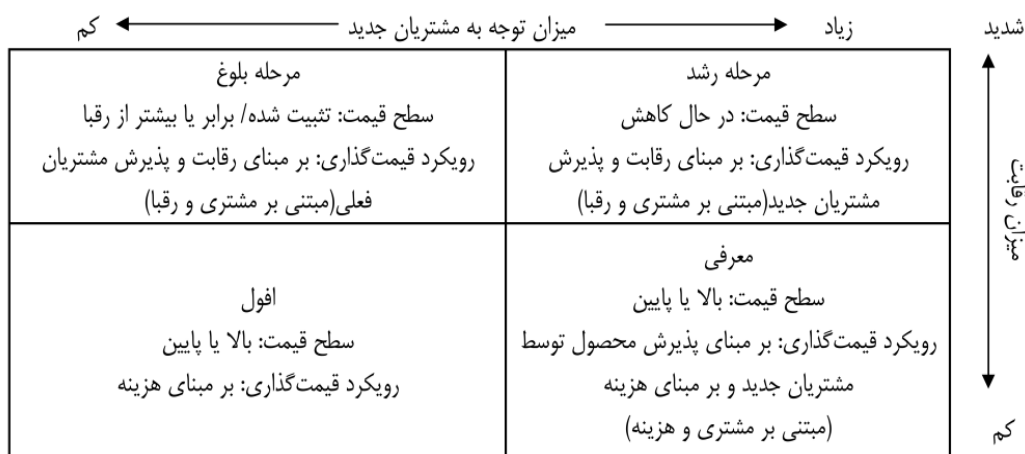 شدید
زیاد
میزان توجه به مشتریان جدید
کم
مرحله رشد
سطح قیمت: در حال کاهش
رویکرد قیمت‌گذاری: بر مبنای رقابت و پذیرش
مشتریان جدید(مبتنی بر مشتری و رقبا)
مرحله بلوغ
سطح قیمت: تثبیت شده/ برابر یا بیشتر از رقبا
رویکرد قیمت‌گذاری: بر مبنای رقابت و پذیرش مشتریان
فعلی(مبتنی بر مشتری و رقبا)
میزان رقابت
معرفی
سطح قیمت: بالا یا پایین
رویکرد قیمت‌گذاری: بر مبنای پذیرش محصول توسط
مشتریان جدید و بر مبنای هزینه
(مبتنی بر مشتری و هزینه)
افول
سطح قیمت: بالا یا پایین
رویکرد قیمت‌گذاری: بر مبنای هزینه
کم